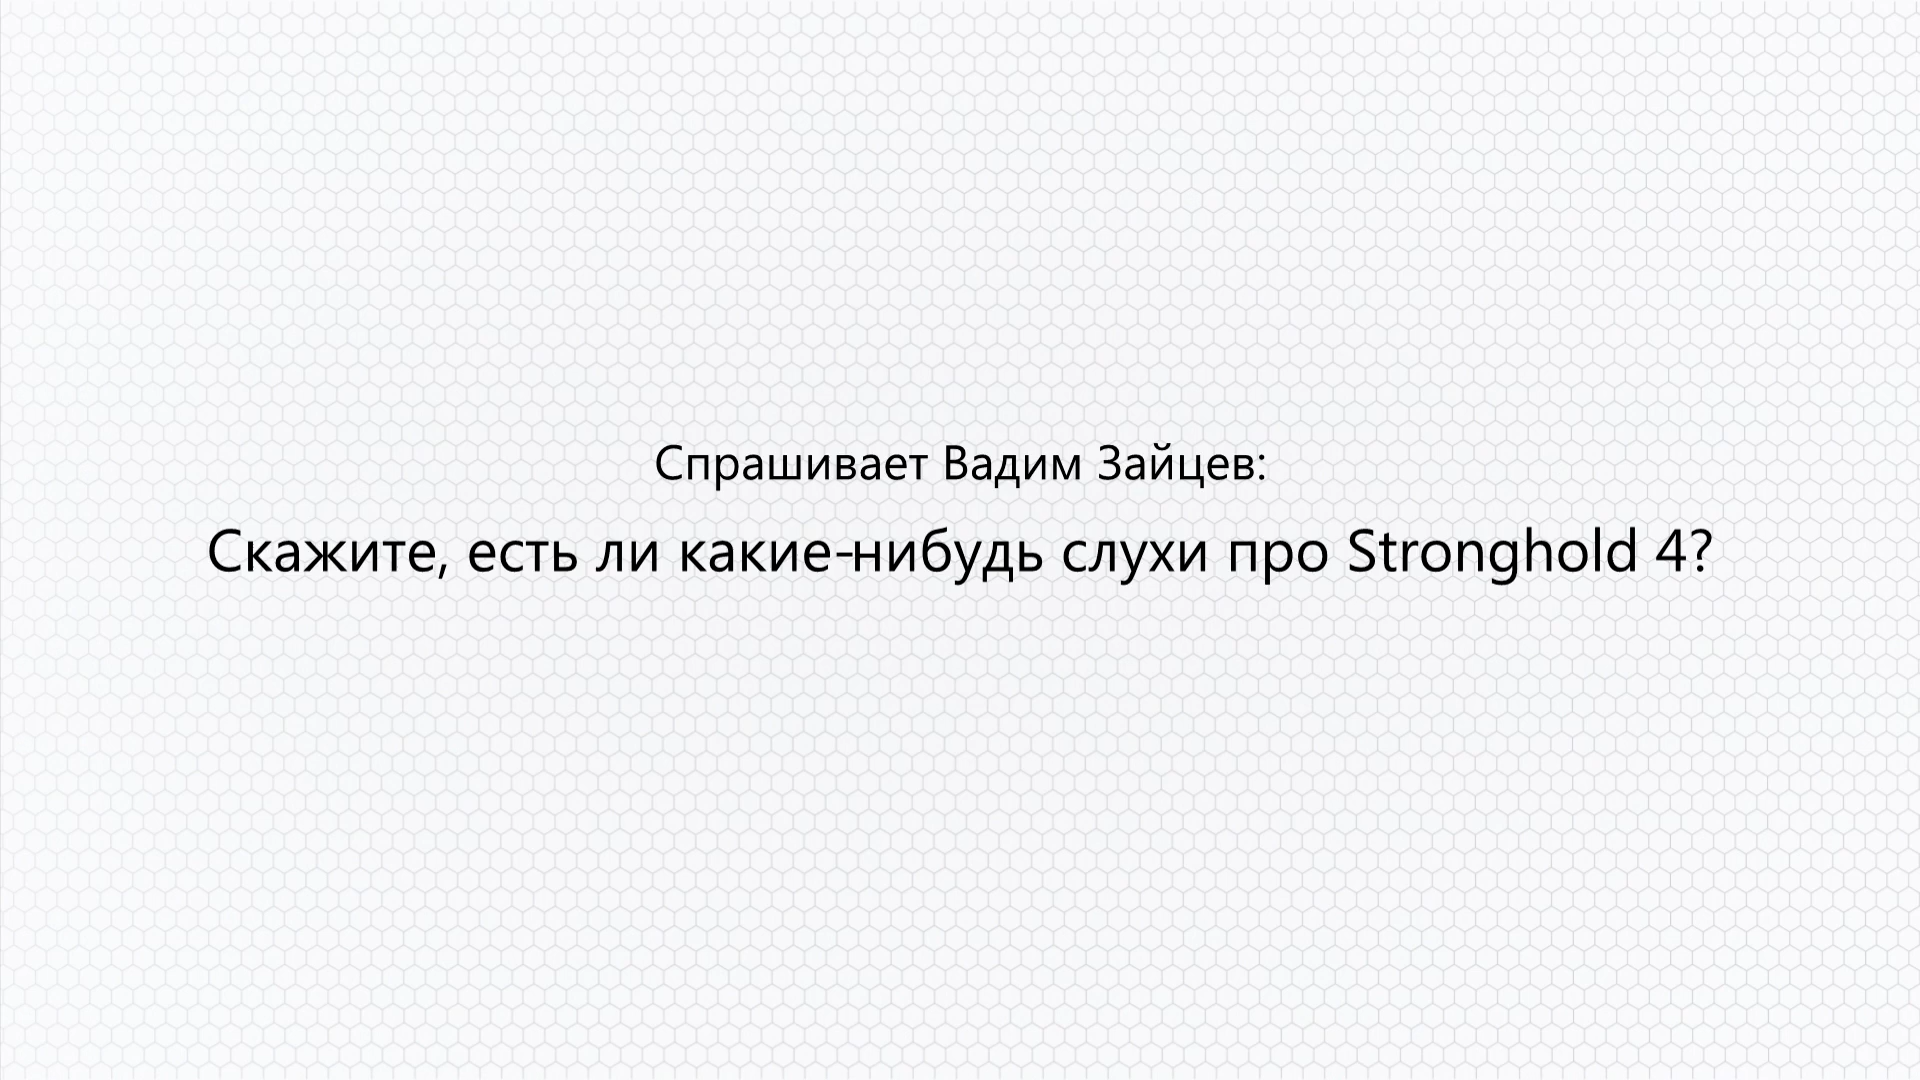 Спрашивает Вадим Зайцев:
Скажите, есть ли какие-нибудь слухи про Stronghold 4?